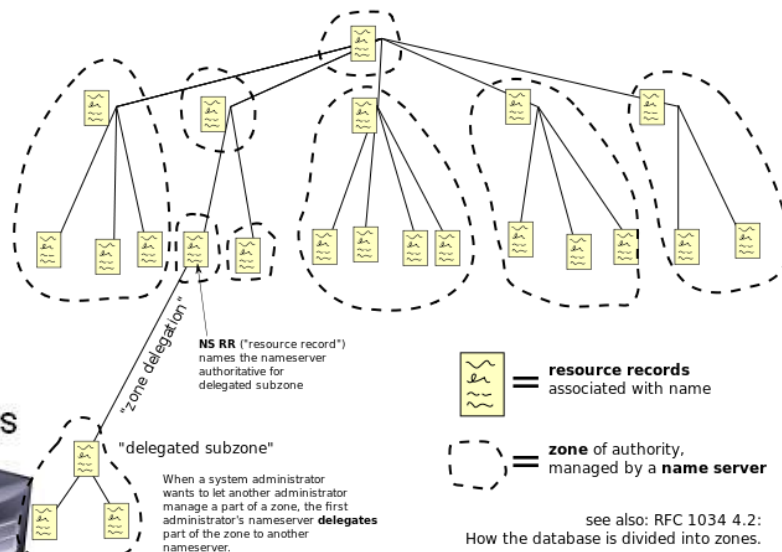 "zone delegation"
NS RR ("resource record")
names the nameserver
authoritative for
delegated subzone
resource records
associated with name
s
"delegated subzone"
zone of authority,
managed by a name server
When a system administrator
wants to let another administrator
manage a part of a zone, the first
administrator's nameserver delegates
part of the zone to another
nameserver.
see also: RFC 1034 4.2:
How the database is divided into zones.